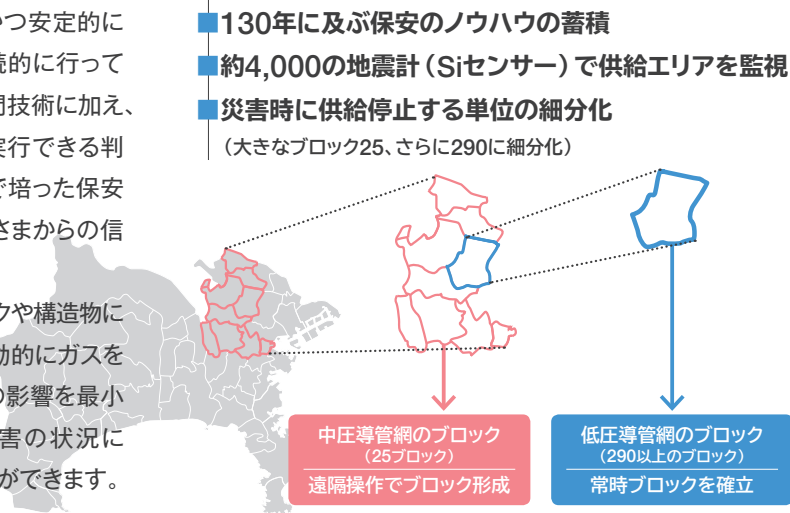 つ安定的に
続的に行って
門技術に加え、
実行できる判
で培った保安
さまからの信
クや構造物に
動的にガスを
の影響を最小
害の状況に
ができます。
■130年に及ぶ保安のノウハウの蓄積
■約4,000の地震計（Siセンサー）で供給エリアを監視
■災害時に供給停止する単位の細分化
（大きなブロック25、さらに290に細分化）
中圧導管網のブロック
（25ブロック）
遠隔操作でブロック形成
低圧導管網のブロック
（290以上のブロック）
常時ブロックを確立